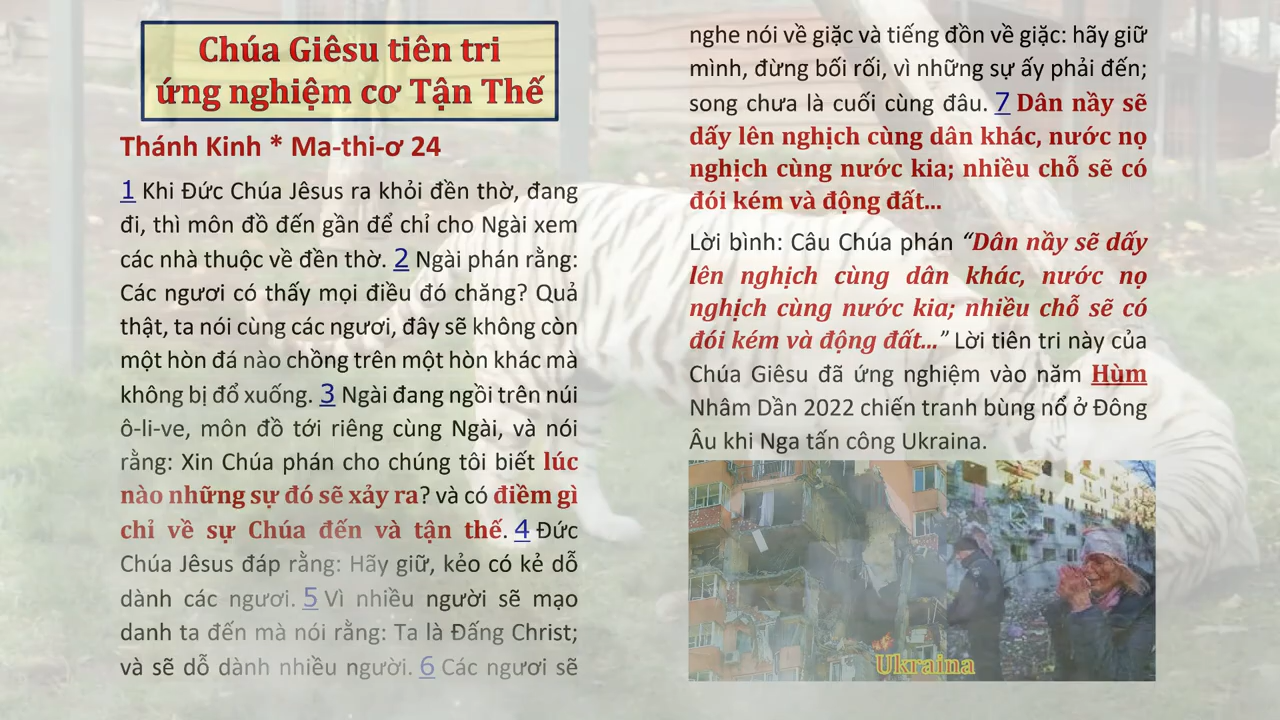 Chúa Giêsu tiên tri
ứng nghiệm cơ Tận Thế
Thánh Kinh * Ma-thi-ơ 24
1 Khi Đức Chúa Jêsus ra khỏi đền thờ, đang
đi, thì môn đồ đến gần để chỉ cho Ngài xem
các nhà thuộc về đền thờ. 2 Ngài phán rằng:
Các ngươi có thấy mọi điều đó chăng? Quả
thật, ta nói cùng các ngươi, đây sẽ không còn
một hòn đá nào chồng trên một hòn khác mà
không bị đổ xuống. 3 Ngài đang ngồi trên núi
ô-li-ve, môn đồ tới riêng cùng Ngài, và nói
rằng: Xin Chúa phán cho chúng tôi biết lúc
nào những sự đó sẽ xảy ra? và có điềm gì
chỉ về sự Chúa đến và tận thế. 4 Đức
Chúa Jêsus đáp rằng: Hãy giữ, kẻo có kẻ dỗ
dành các ngươi. 5 Vì nhiều người sẽ mạo
danh ta đến mà nói rằng: Ta là Đấng Christ;
và sẽ dỗ dành nhiều người. 6 Các ngươi sẽ
nghe nói về giặc và tiếng đồn về giặc: hãy giữ
mình, đừng bối rối, vì những sự ấy phải đến;
song chưa là cuối cùng đâu. 7 Dân nầy sẽ
dấy lên nghịch cùng dân khác, nước nọ
nghịch cùng nước kia; nhiều chỗ sẽ có
đói kém và động đất...
Lời bình: Câu Chúa phán “Dân nầy sẽ dấy
lên nghịch cùng dân khác, nước nọ
nghịch cùng nước kia; nhiều chỗ sẽ có
đói kém và động đất...” Lời tiên tri này của
Chúa Giêsu đã ứng nghiệm vào năm Hùm
Nhâm Dần 2022 chiến tranh bùng nổ ở Đông
Âu khi Nga tấn công Ukraina.
Ukraina